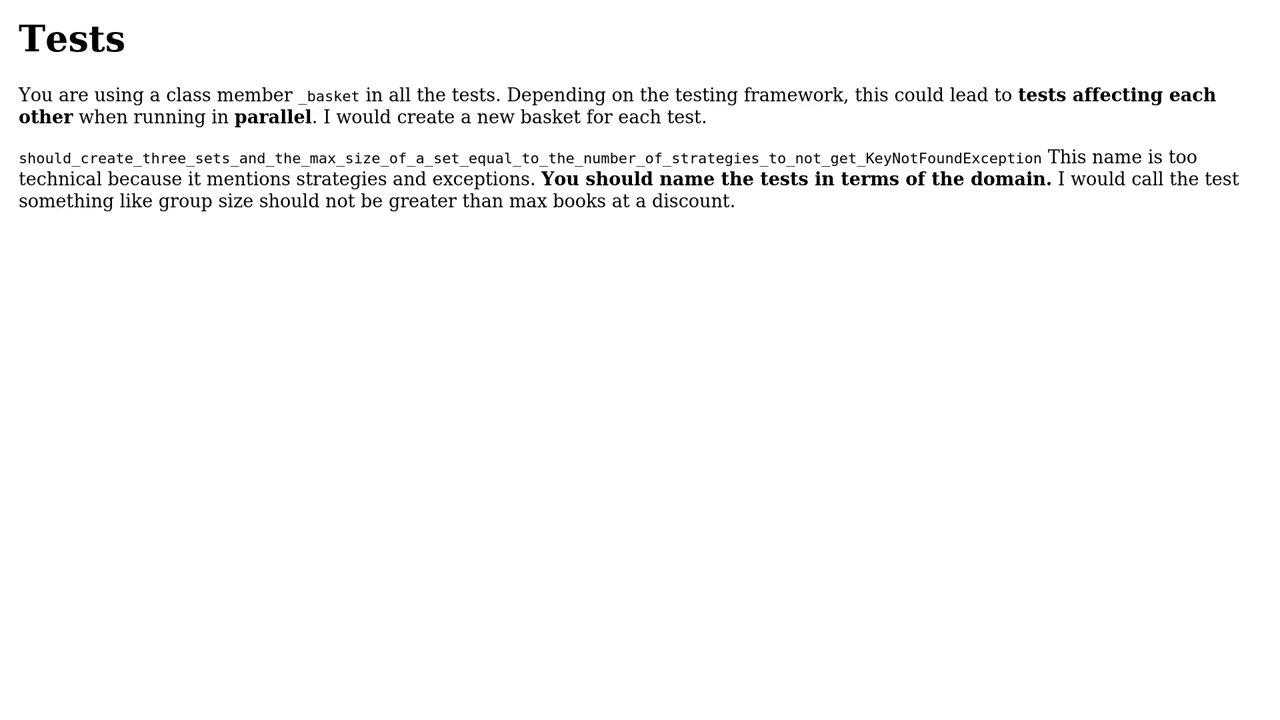 Tests
You are using a class member _basket in all the tests. Depending on the testing framework, this could lead to tests affecting each
other when running in parallel. I would create a new basket for each test.
should_create_three_sets_and_the_max_size_of_a_set_equal_to_the_number_of_strategies_to_not_get_KeyNotFoundException This name is too
technical because it mentions strategies and exceptions. You should name the tests in terms of the domain. I would call the test
something like group size should not be greater than max books at a discount.